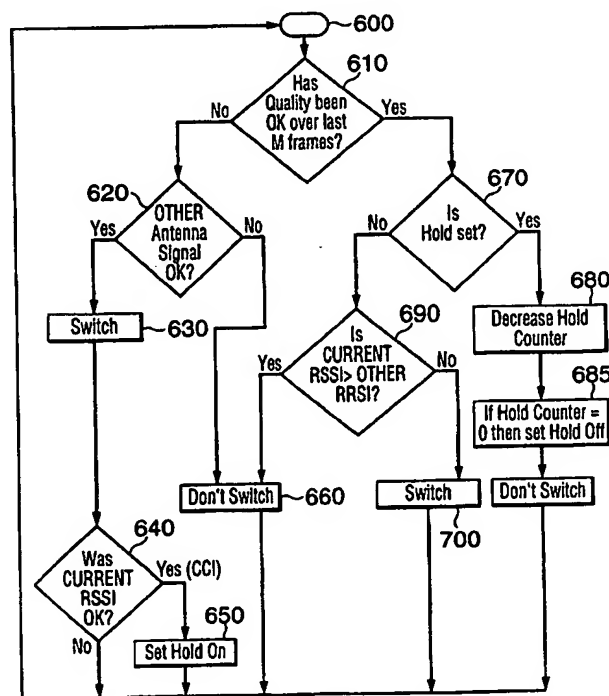 600
610
Has
Quality been
OK over last
M frames?
No
Yes
620
OTHER
Antenna
Signal
OK?
Yes
No
670
Is
Hold set?
No
Yes
Switch
630
680
Decrease Hold
Counter
690
Is
CURRENT
RSSI> OTHER
RRSI?
Yes
No
685
If Hold Counter =
0 then set Hold Off
Don't Switch
660
Switch
700
Don't Switch
640
Was
CURRENT
RSSI
OK?
Yes (CCI)
No
650
Set Hold On